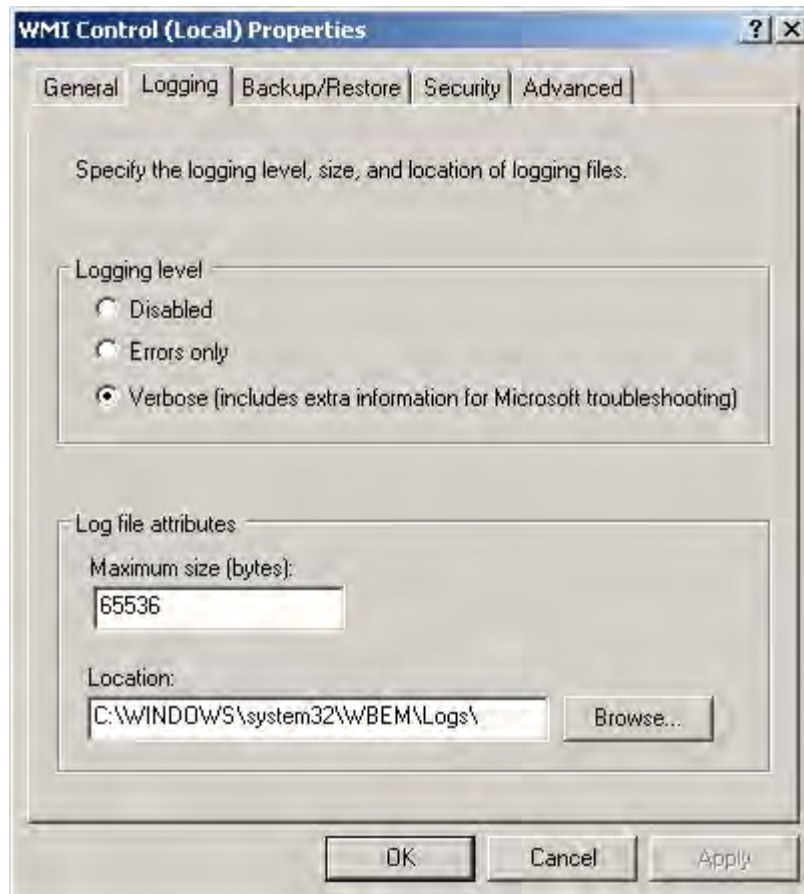 WMI Control (Local) Properties
General Logging Backup/Restore Security Advanced
Specify the logging level, size, and location of logging files.
Logging level
Disabled
Errors only
Verbose (includes extra information for Microsoft troubleshooting)
Log file attributes
Maximum size (bytes):
65536
Location:
C:\WINDOWS\system32\WBEM\Logs\
Browse...
OK Cancel Apply